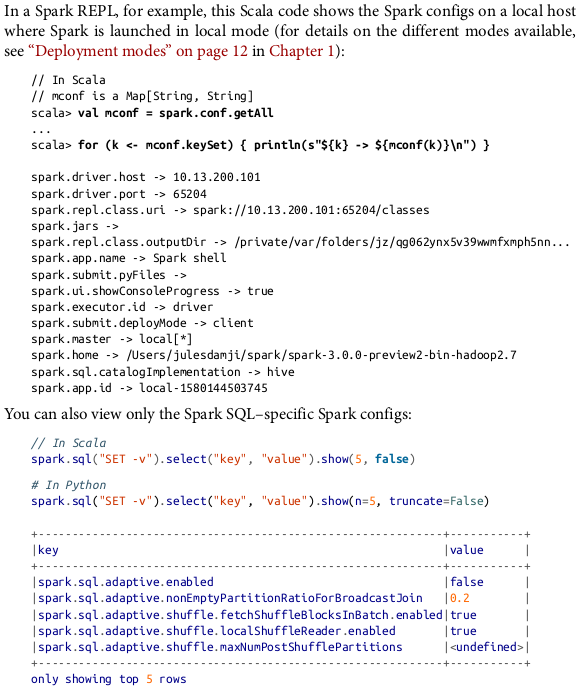 In a Spark REPL, for example, this Scala code shows the Spark configs on a local host
where Spark is launched in local mode (for details on the different modes available,
see “Deployment modes” on page 12 in Chapter 1):
// In Scala
// mconf is a Map[String, String]
scala> val mconf = spark.conf.getAll
...
scala> for (k <- mconf.keySet) { println(s"${k} -> ${mconf(k)}\n") }
spark.driver.host -> 10.13.200.101
spark.driver.port -> 65204
spark.repl.class.uri -> spark://10.13.200.101:65204/classes
spark.jars ->
spark.repl.class.outputDir -> /private/var/folders/jz/qg062ynx5v39wwmfxmph5nn...
spark.app.name -> Spark shell
spark.submit.pyFiles ->
spark.ui.showConsoleProgress -> true
spark.executor.id -> driver
spark.submit.deployMode -> client
spark.master -> local[*]
spark.home -> /Users/julesdamji/spark/spark-3.0.0-preview2-bin-hadoop2.7
spark.sql.catalogImplementation -> hive
spark.app.id -> local-1580144503745
You can also view only the Spark SQL–specific Spark configs:
// In Scala
spark.sql("SET -v").select("key", "value").show(5, false)
# In Python
spark.sql("SET -v").select("key", "value").show(n=5, truncate=False)
+------------------------------------------------------------+-----------+
|key |value |
+------------------------------------------------------------+-----------+
|spark.sql.adaptive.enabled |false |
|spark.sql.adaptive.nonEmptyPartitionRatioForBroadcastJoin |0.2 |
|spark.sql.adaptive.shuffle.fetchShuffleBlocksInBatch.enabled|true |
|spark.sql.adaptive.shuffle.localShuffleReader.enabled |true |
|spark.sql.adaptive.shuffle.maxNumPostShufflePartitions |<undefined>|
+------------------------------------------------------------+-----------+
only showing top 5 rows